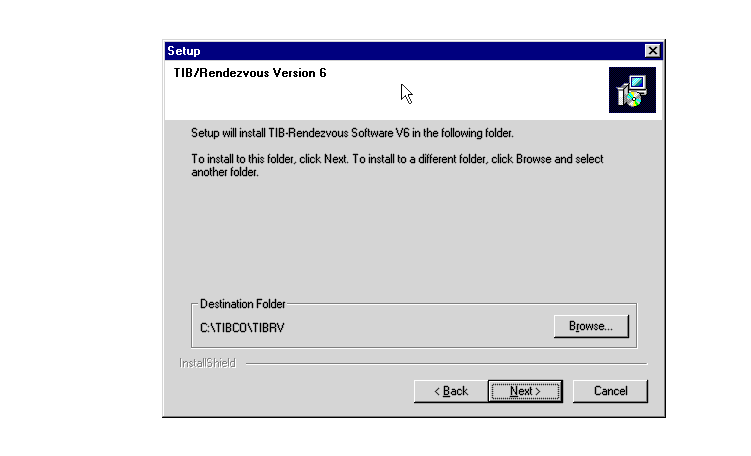 Setup
TIB/Rendezvous Version 6
Setup will install TIB-Rendezvous Software V6 in the following folder.
To install to this folder, click Next. To install to a different folder, click Browse and select
another folder.
Destination Folder
C:\TIBCO\TIBRV
Browse...
InstallShield
< Back
Next >
Cancel